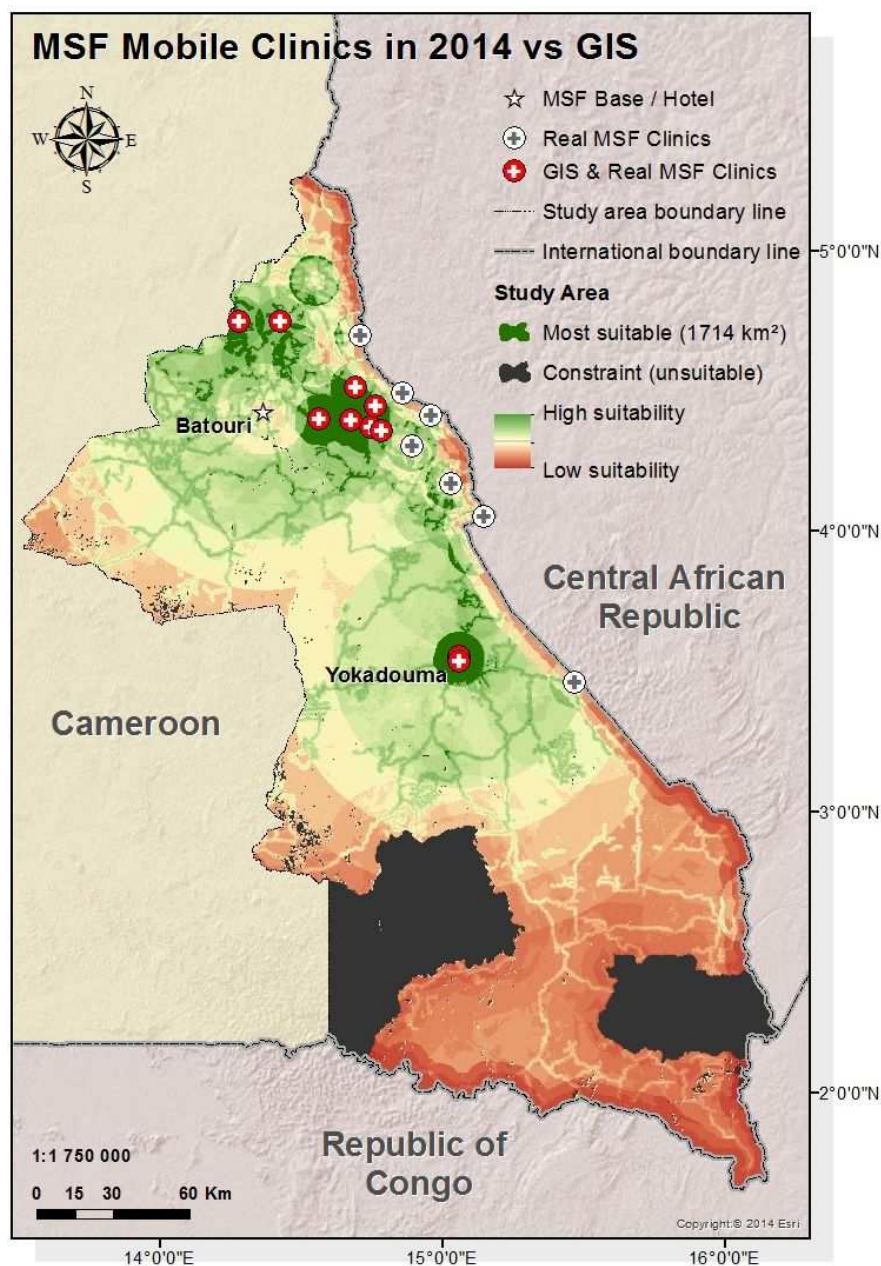 MSF Mobile Clinics in 2014 vs GIS
N
W
E
S
MSF Base / Hotel
Real MSF Clinics
GIS & Real MSF Clinics
Study area boundary line
International boundary line
Study Area
Most suitable (1714 km²)
Constraint (unsuitable)
High suitability
Low suitability
5°0'0"N
4°0'0"N
3°0'0"N
2°0'0"N
Batouri
Central African
Republic
Yokadouma
Cameroon
Republic of
Congo
1:1 750 000
0 15 30 60 Km
Copyright:© 2014 Esri
14°0'0"E
15°0'0"E
16°0'0"E